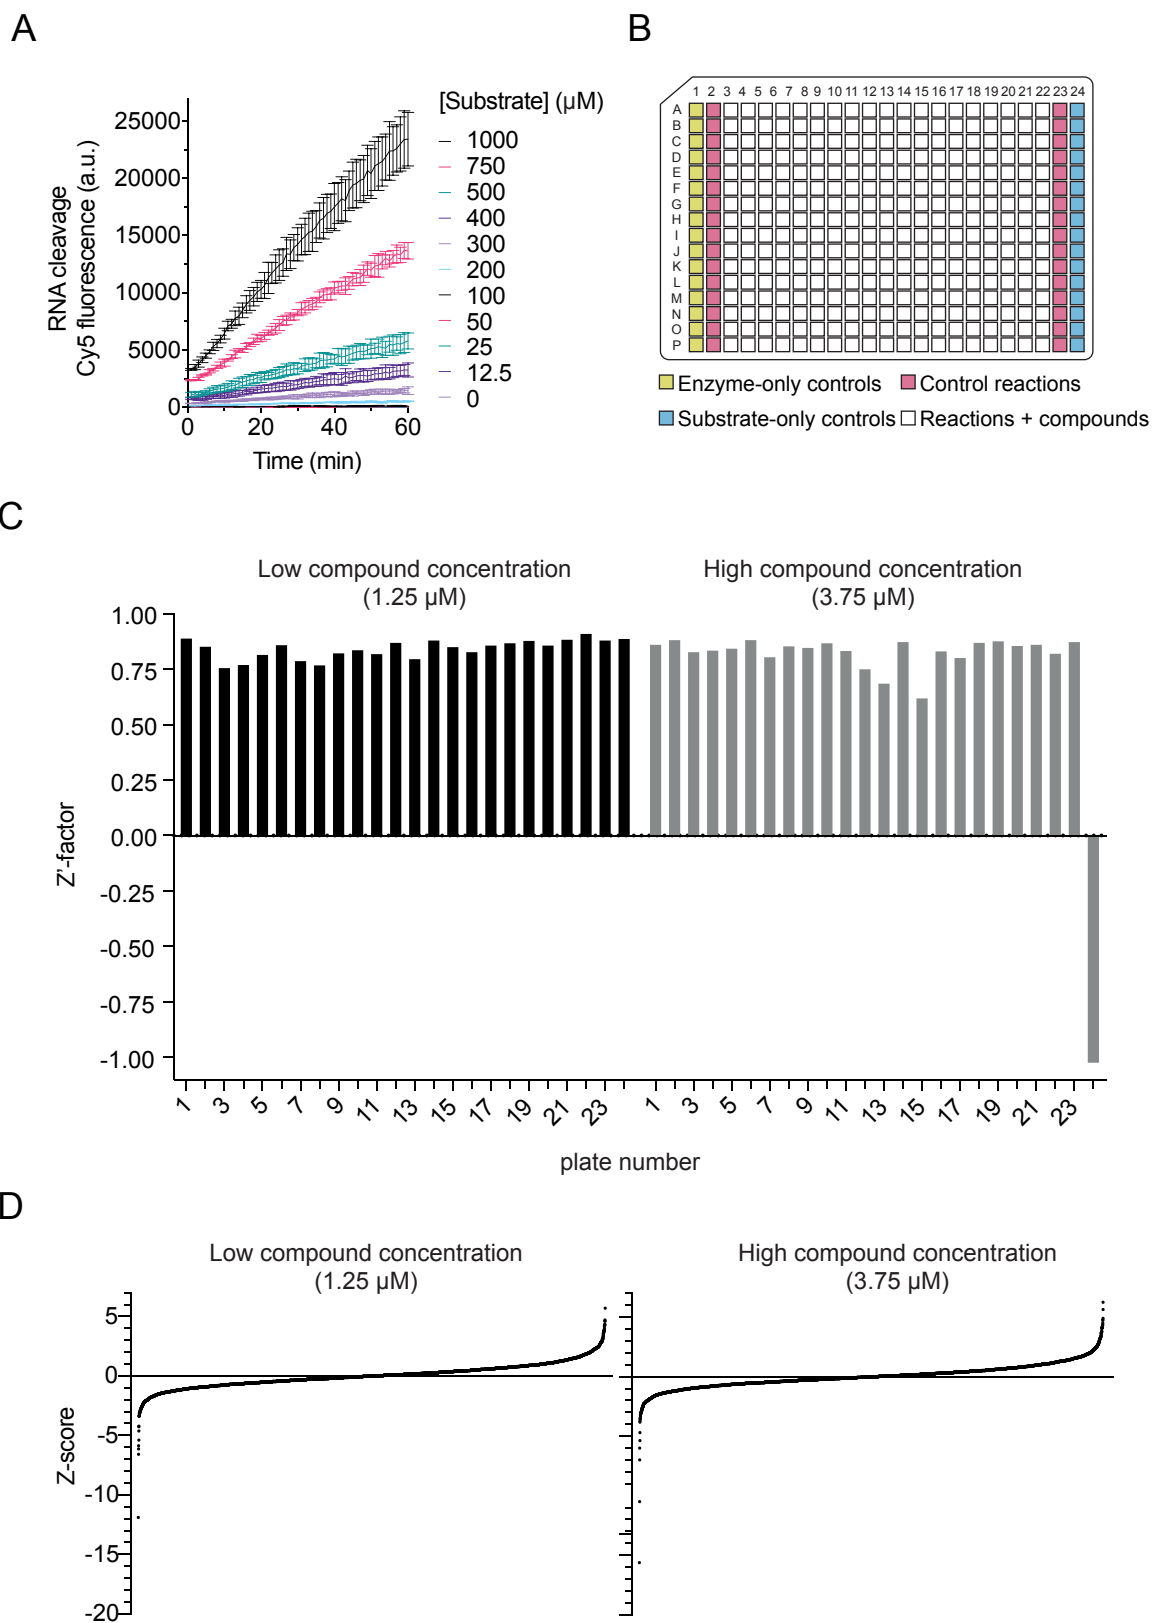 A
RNA cleavage
Cy5 fluorescence (a.u.)
25000
20000
15000
10000
5000
0
0 20 40 60
Time (min)
[Substrate] (µM)
1000
750
500
400
300
200
100
50
25
12.5
0
B
1 2 3 4 5 6 7 8 9 10 11 12 13 14 15 16 17 18 19 20 21 22 23 24
A
B
C
D
E
F
G
H
I
J
K
L
M
N
O
P
Enzyme-only controls Control reactions
Substrate-only controls Reactions + compounds
C
Low compound concentration
(1.25 µM)
High compound concentration
(3.75 µM)
Z'-factor
1.00
0.75
0.50
0.25
0.00
-0.25
-0.50
-0.75
-1.00
1 3 5 7 9 11 13 15 17 19 21 23 1 3 5 7 9 11 13 15 17 19 21 23
plate number
D
Low compound concentration
(1.25 µM)
High compound concentration
(3.75 µM)
Z-score
5
0
-5
-10
-15
-20